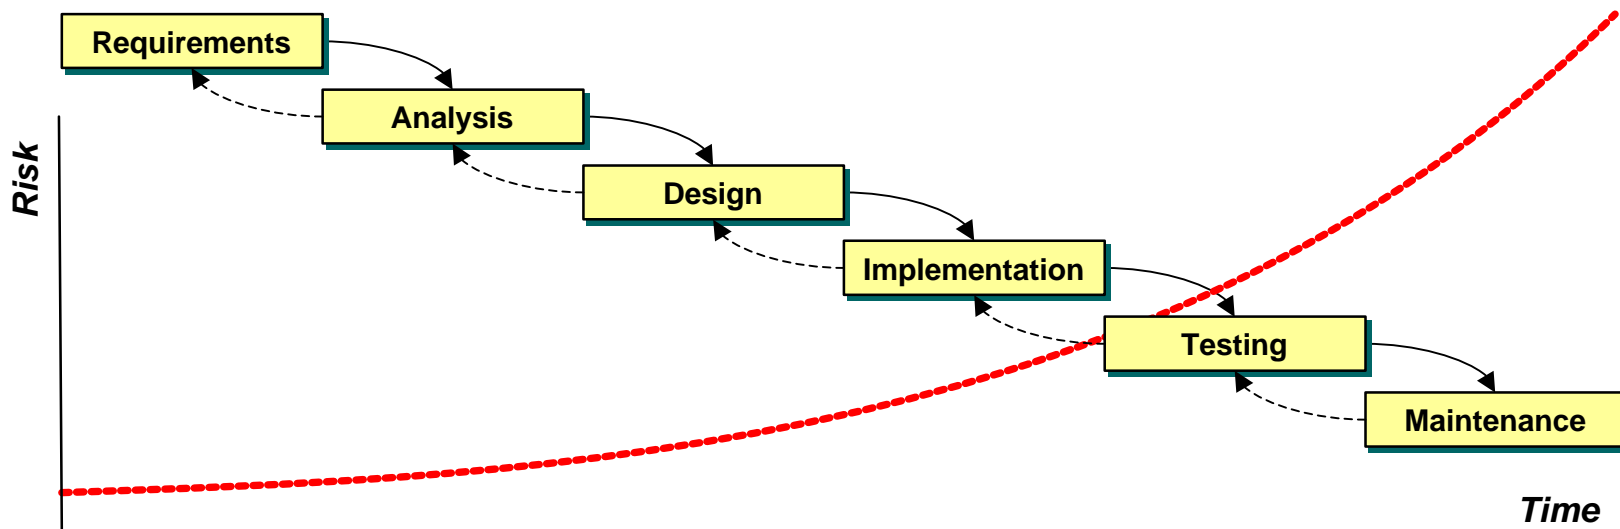 Requirements
Analysis
Risk
Design
Implementation
Testing
Maintenance
Time